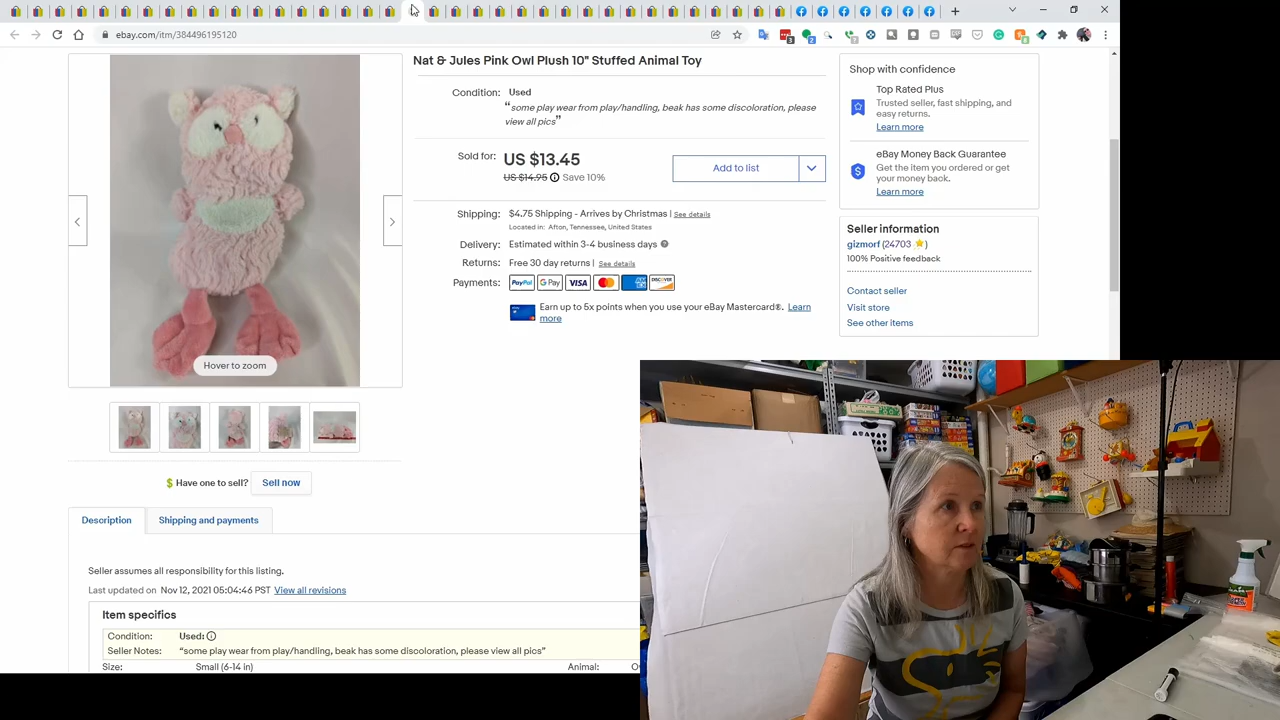 ebay.com/itm/384496195120
Nat & Jules Pink Owl Plush 10" Stuffed Animal Toy
Condition: Used
“some play wear from play/handling, beak has some discoloration, please
view all pics”
Sold for: US $13.45
US $14.95 Save 10%
Add to list
Shipping: $4.75 Shipping - Arrives by Christmas | See details
Located in: Afton, Tennessee, United States
Delivery: Estimated within 3-4 business days
Returns: Free 30 day returns | See details
Payments: PayPal G Pay VISA DISCOVER
Earn up to 5x points when you use your eBay Mastercard®. Learn
more
Shop with confidence
Top Rated Plus
Trusted seller, fast shipping, and
easy returns.
Learn more
eBay Money Back Guarantee
Get the item you ordered or get
your money back.
Learn more
Seller information
gizmorf (24703 )
100% Positive feedback
Contact seller
Visit store
See other items
Hover to zoom
$ Have one to sell? Sell now
Description
Shipping and payments
Seller assumes all responsibility for this listing.
Last updated on Nov 12, 2021 05:04:46 PST View all revisions
Item specifics
Condition: Used:
Seller Notes: “some play wear from play/handling, beak has some discoloration, please view all pics”
Size: Small (6-14 in) Animal: